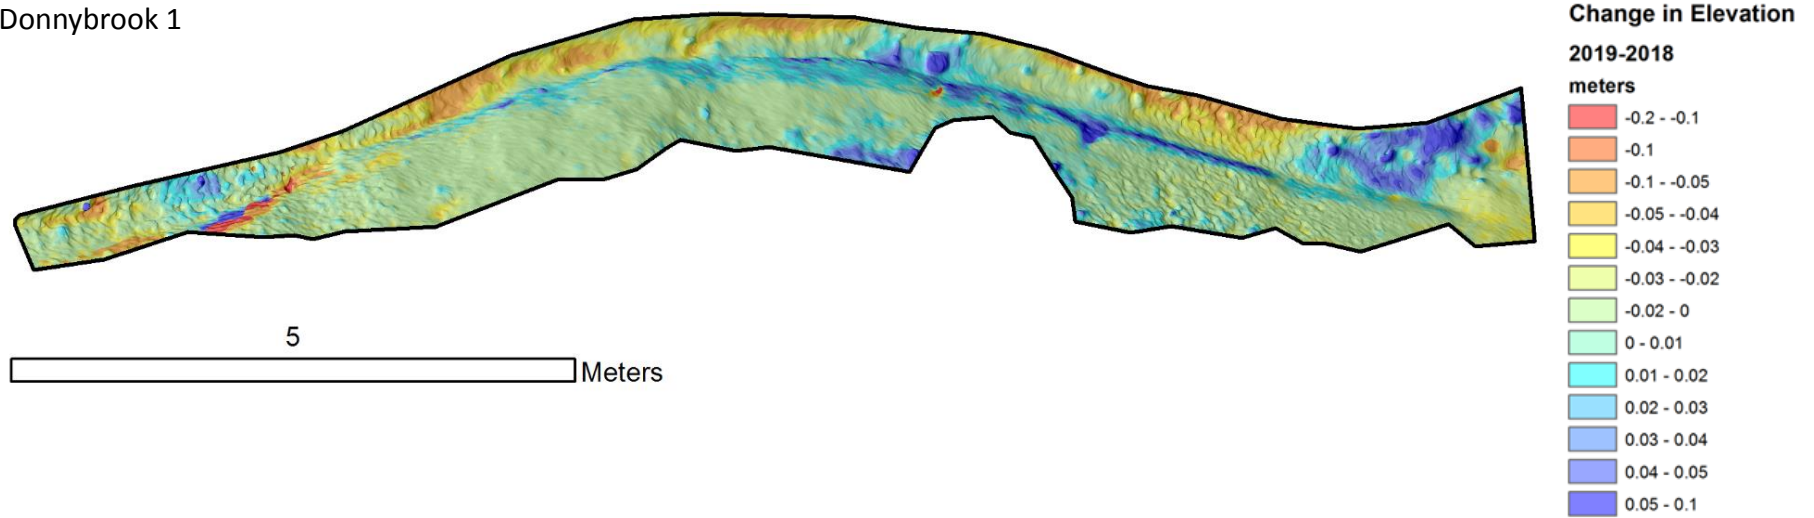 Donnybrook 1
5
Meters
Change in Elevation
2019-2018
meters
-0.2 - -0.1
-0.1
-0.1 - -0.05
-0.05 - -0.04
-0.04 - -0.03
-0.03 - -0.02
-0.02 - 0
0 - 0.01
0.01 - 0.02
0.02 - 0.03
0.03 - 0.04
0.04 - 0.05
0.05 - 0.1